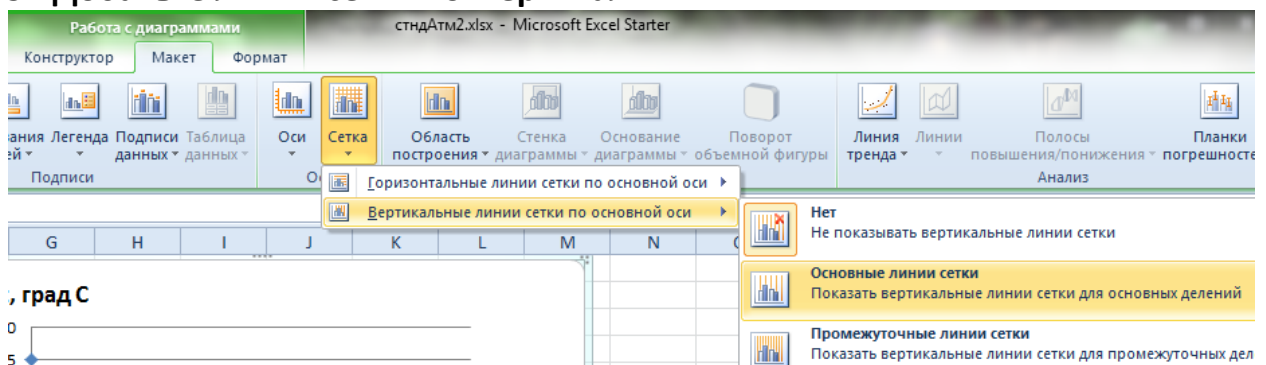 Работа с диаграммами
стндАтм2.xlsx - Microsoft Excel Starter
Конструктор Макет Формат
Легенда Подписи Таблица Оси Сетка Область Стенка Основание Поворот Линия Линии Полосы Планки
данных данных построения диаграммы диаграммы объемной фигуры тренда повышения/понижения
Подписи Анализ
Горизонтальные линии сетки по основной оси
Вертикальные линии сетки по основной оси
Нет
Не показывать вертикальные линии сетки
G H I J K L M N
Основные линии сетки
Показать вертикальные линии сетки для основных делений
, град С
0
Промежуточные линии сетки
5
Показать вертикальные линии сетки для промежуточных дел